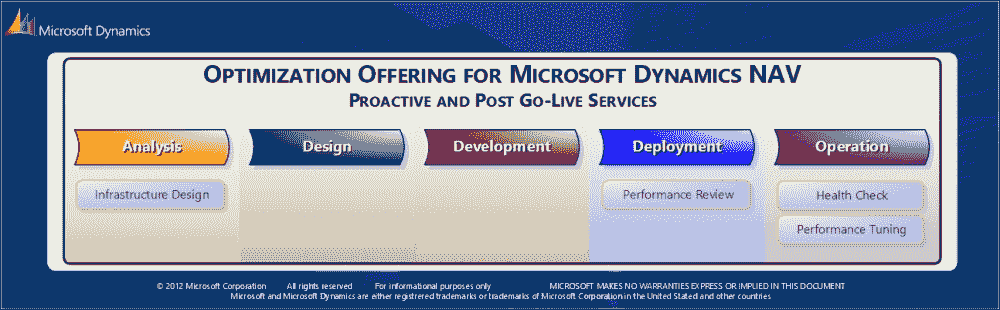 Microsoft Dynamics
OPTIMIZATION OFFERING FOR MICROSOFT DYNAMICS NAV
PROACTIVE AND POST GO-LIVE SERVICES
Analysis Design Development Deployment Operation
Infrastructure Design Performance Review Health Check
Performance Tuning
© 2012 Microsoft Corporation All rights reserved For informational purposes only MICROSOFT MAKES NO WARRANTIES EXPRESS OR IMPLIED IN THIS DOCUMENT
Microsoft and Microsoft Dynamics are either registrered trademarks or trademarks of Microsoft Corporation in the United Stated and other countries